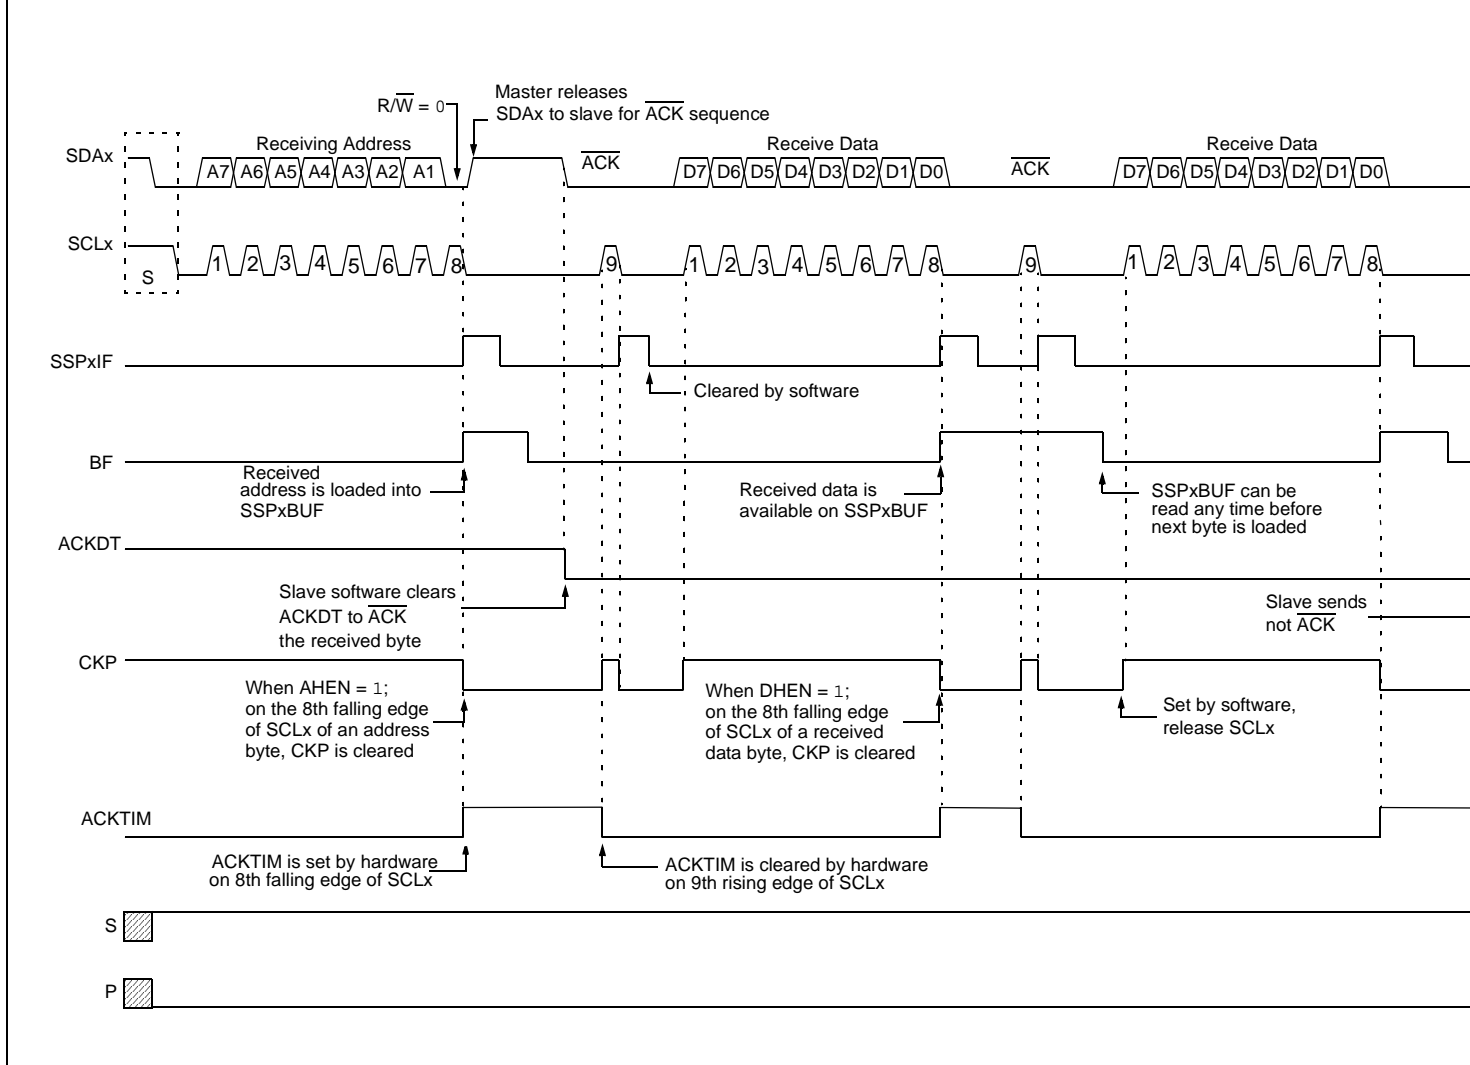 Master releases
SDAx to slave for ACK sequence
R/W = 0
Receiving Address
ACK
Receive Data
ACK
Receive Data
SDAx
A7 A6 A5 A4 A3 A2 A1
D7 D6 D5 D4 D3 D2 D1 D0
D7 D6 D5 D4 D3 D2 D1 D0
SCLx
S
1 2 3 4 5 6 7 8 9
1 2 3 4 5 6 7 8 9
1 2 3 4 5 6 7 8
SSPxIF
Cleared by software
BF
Received
address is loaded into
SSPxBUF
Received data is
available on SSPxBUF
SSPxBUF can be
read any time before
next byte is loaded
ACKDT
Slave software clears
ACKDT to ACK
the received byte
Slave sends
not ACK
CKP
When AHEN = 1;
on the 8th falling edge
of SCLx of an address
byte, CKP is cleared
When DHEN = 1;
on the 8th falling edge
of SCLx of a received
data byte, CKP is cleared
Set by software,
release SCLx
ACKTIM
ACKTIM is set by hardware
on 8th falling edge of SCLx
ACKTIM is cleared by hardware
on 9th rising edge of SCLx
S
P